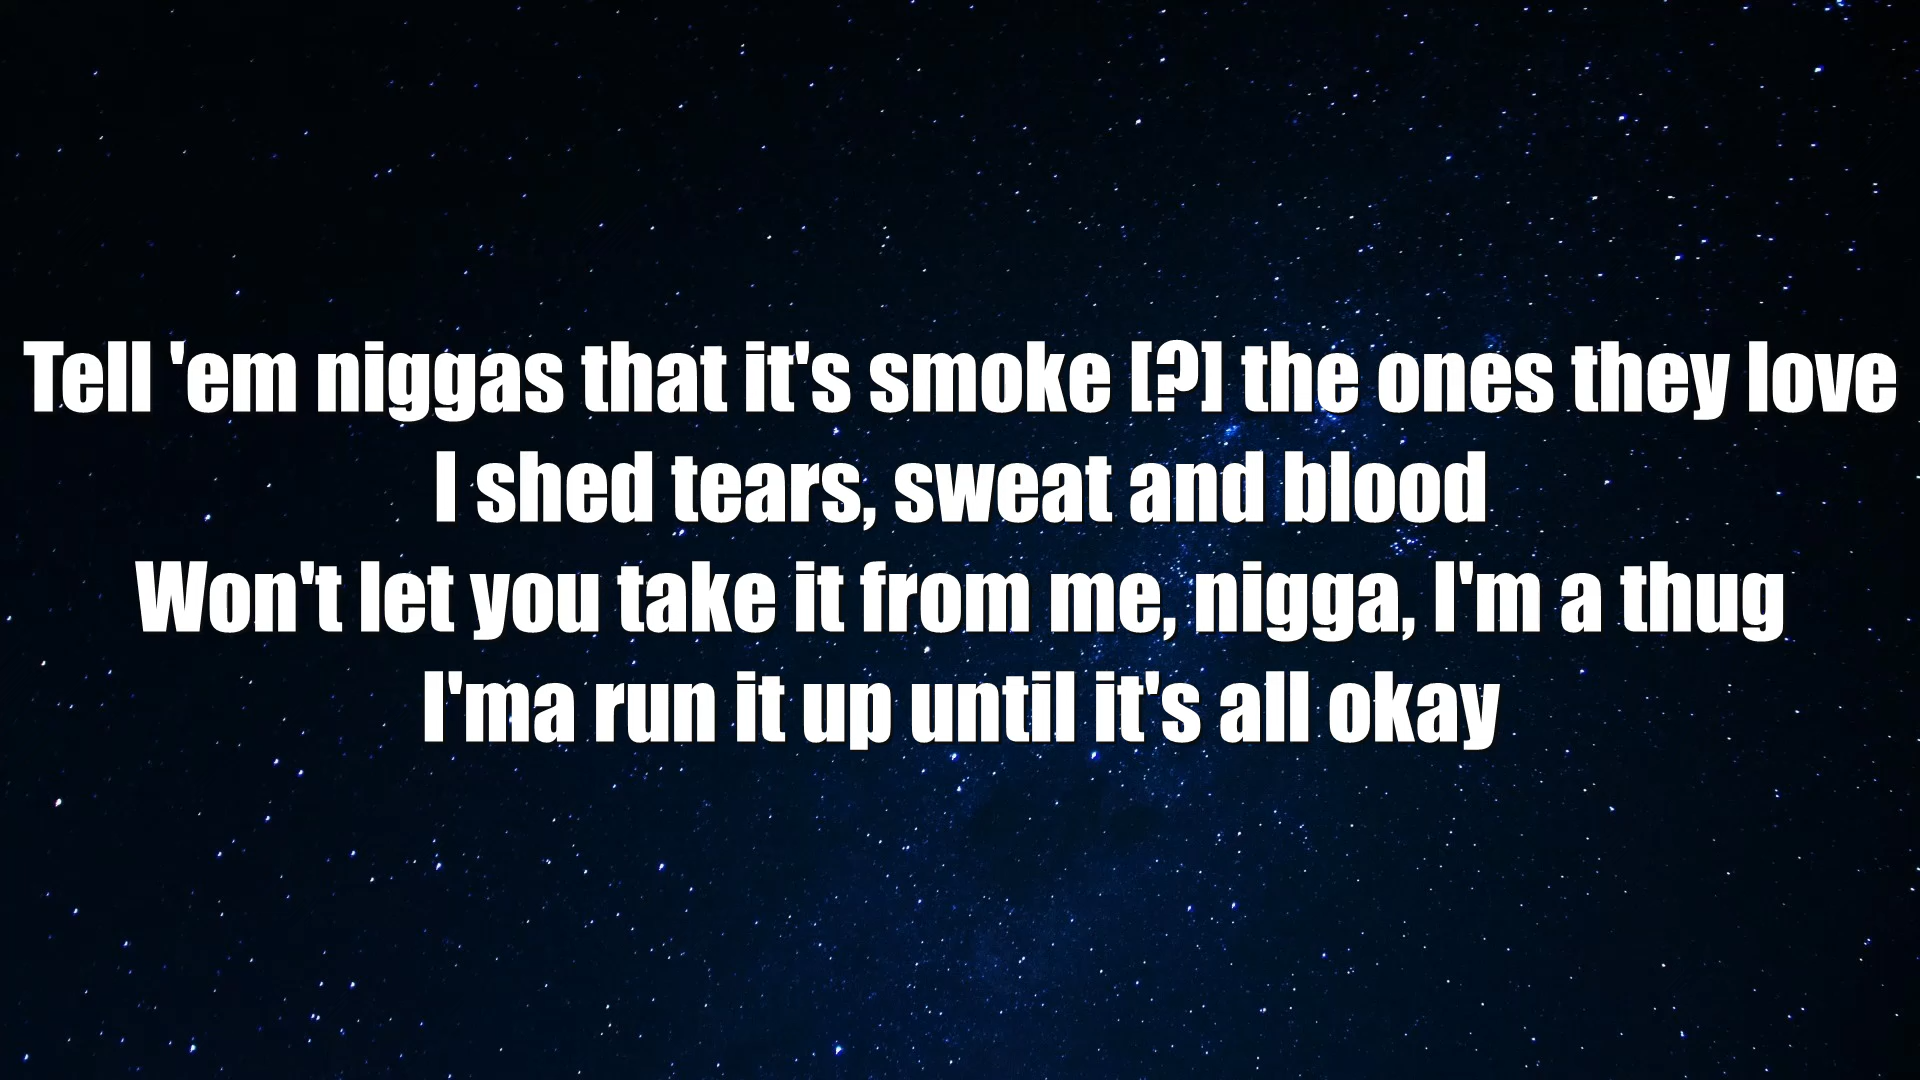 Tell 'em niggas that it's smoke [?] the ones they love
I shed tears, sweat and blood
Won't let you take it from me, nigga, I'm a thug
I'ma run it up until it's all okay